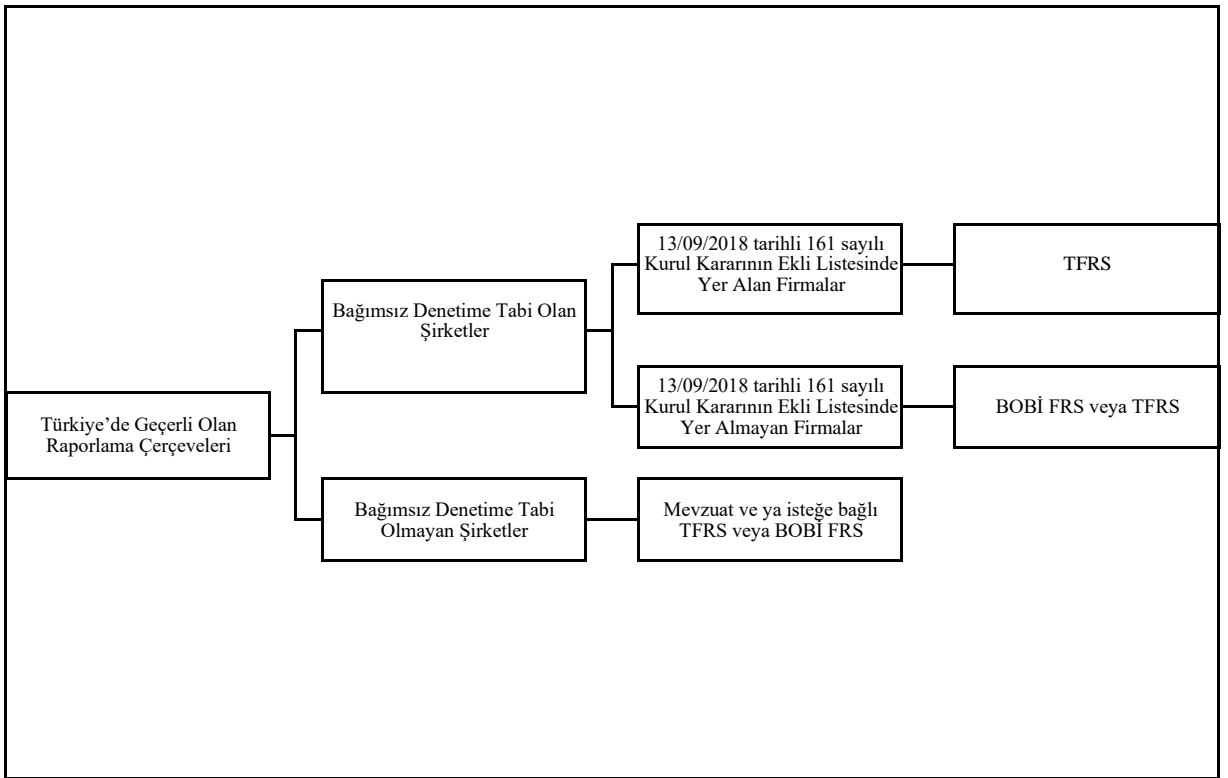 Türkiye’de Geçerli Olan
Raporlama Çerçeveleri
Bağımsız Denetime Tabi Olan
Şirketler
13/09/2018 tarihli 161 sayılı
Kurul Kararının Ekli Listesinde
Yer Alan Firmalar
TFRS
13/09/2018 tarihli 161 sayılı
Kurul Kararının Ekli Listesinde
Yer Almayan Firmalar
BOBİ FRS veya TFRS
Bağımsız Denetime Tabi
Olmayan Şirketler
Mevzuat ve ya isteğe bağlı
TFRS veya BOBİ FRS